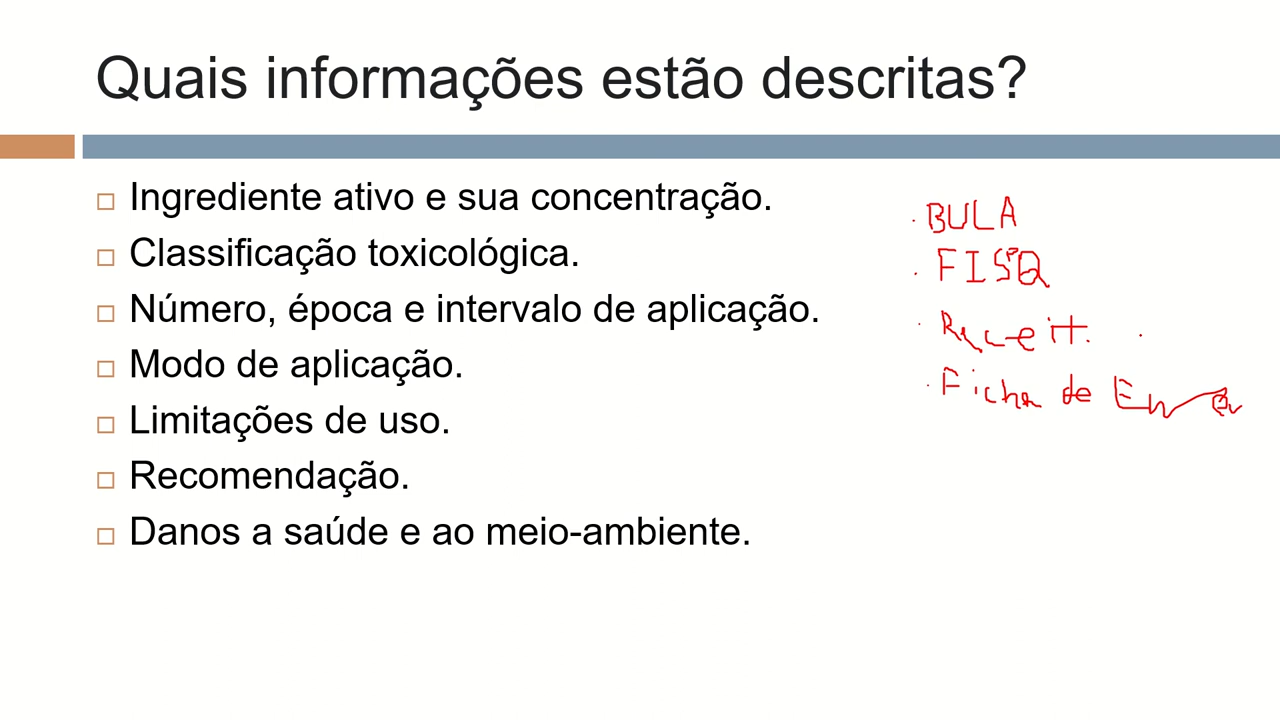 Quais informações estão descritas?
Ingrediente ativo e sua concentração.
Classificação toxicológica.
Número, época e intervalo de aplicação.
Modo de aplicação.
Limitações de uso.
Recomendação.
Danos a saúde e ao meio-ambiente.
· BULA
· FISPQ
· Receit.
· Ficha de